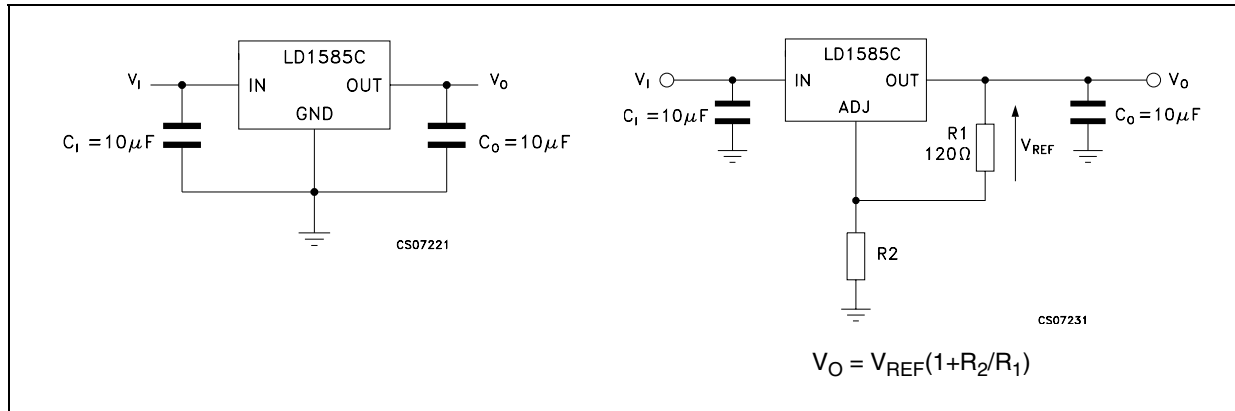 LD1585C
V_I
IN
OUT
V_O
GND
C_I = 10μF
C_O = 10μF
CS07221
LD1585C
V_I
IN
OUT
V_O
ADJ
C_I = 10μF
R1
120Ω
V_REF
C_O = 10μF
R2
CS07231
V_O = V_REF(1+R_2/R_1)